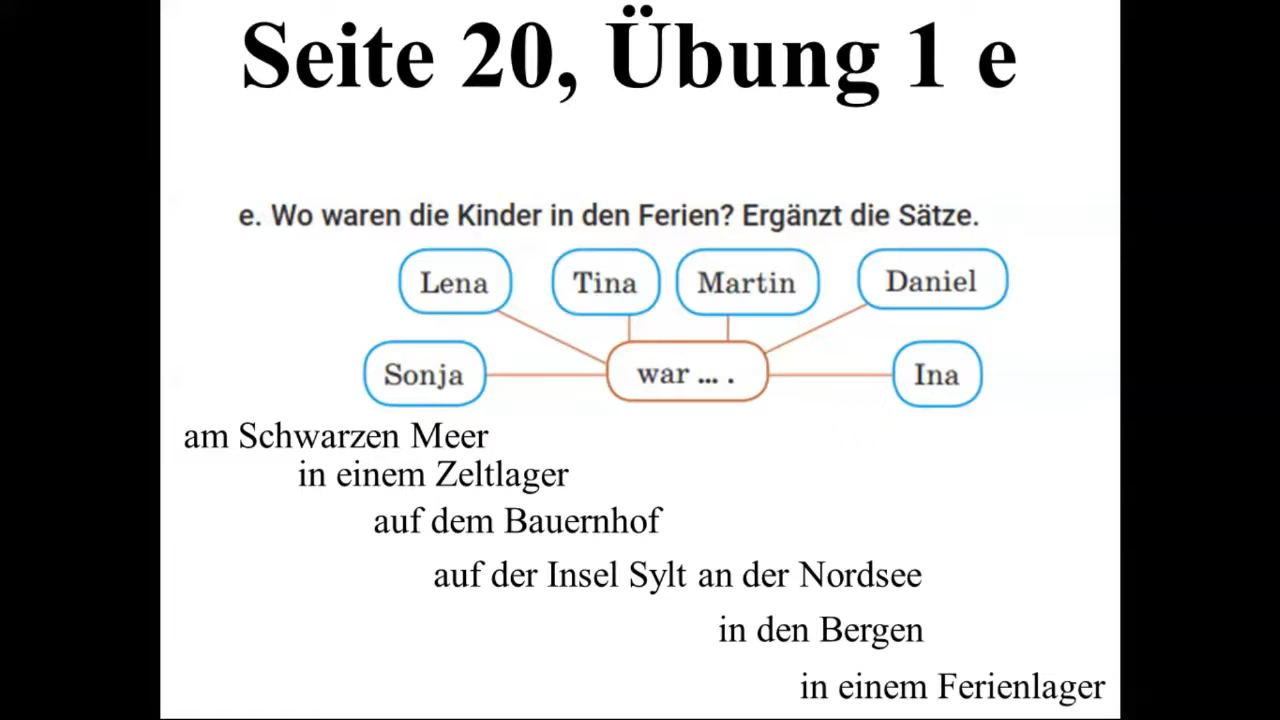 Seite 20, Übung 1 e
e. Wo waren die Kinder in den Ferien? Ergänzt die Sätze.
Lena Tina Martin Daniel
Sonja war ... . Ina
am Schwarzen Meer
in einem Zeltlager
auf dem Bauernhof
auf der Insel Sylt an der Nordsee
in den Bergen
in einem Ferienlager